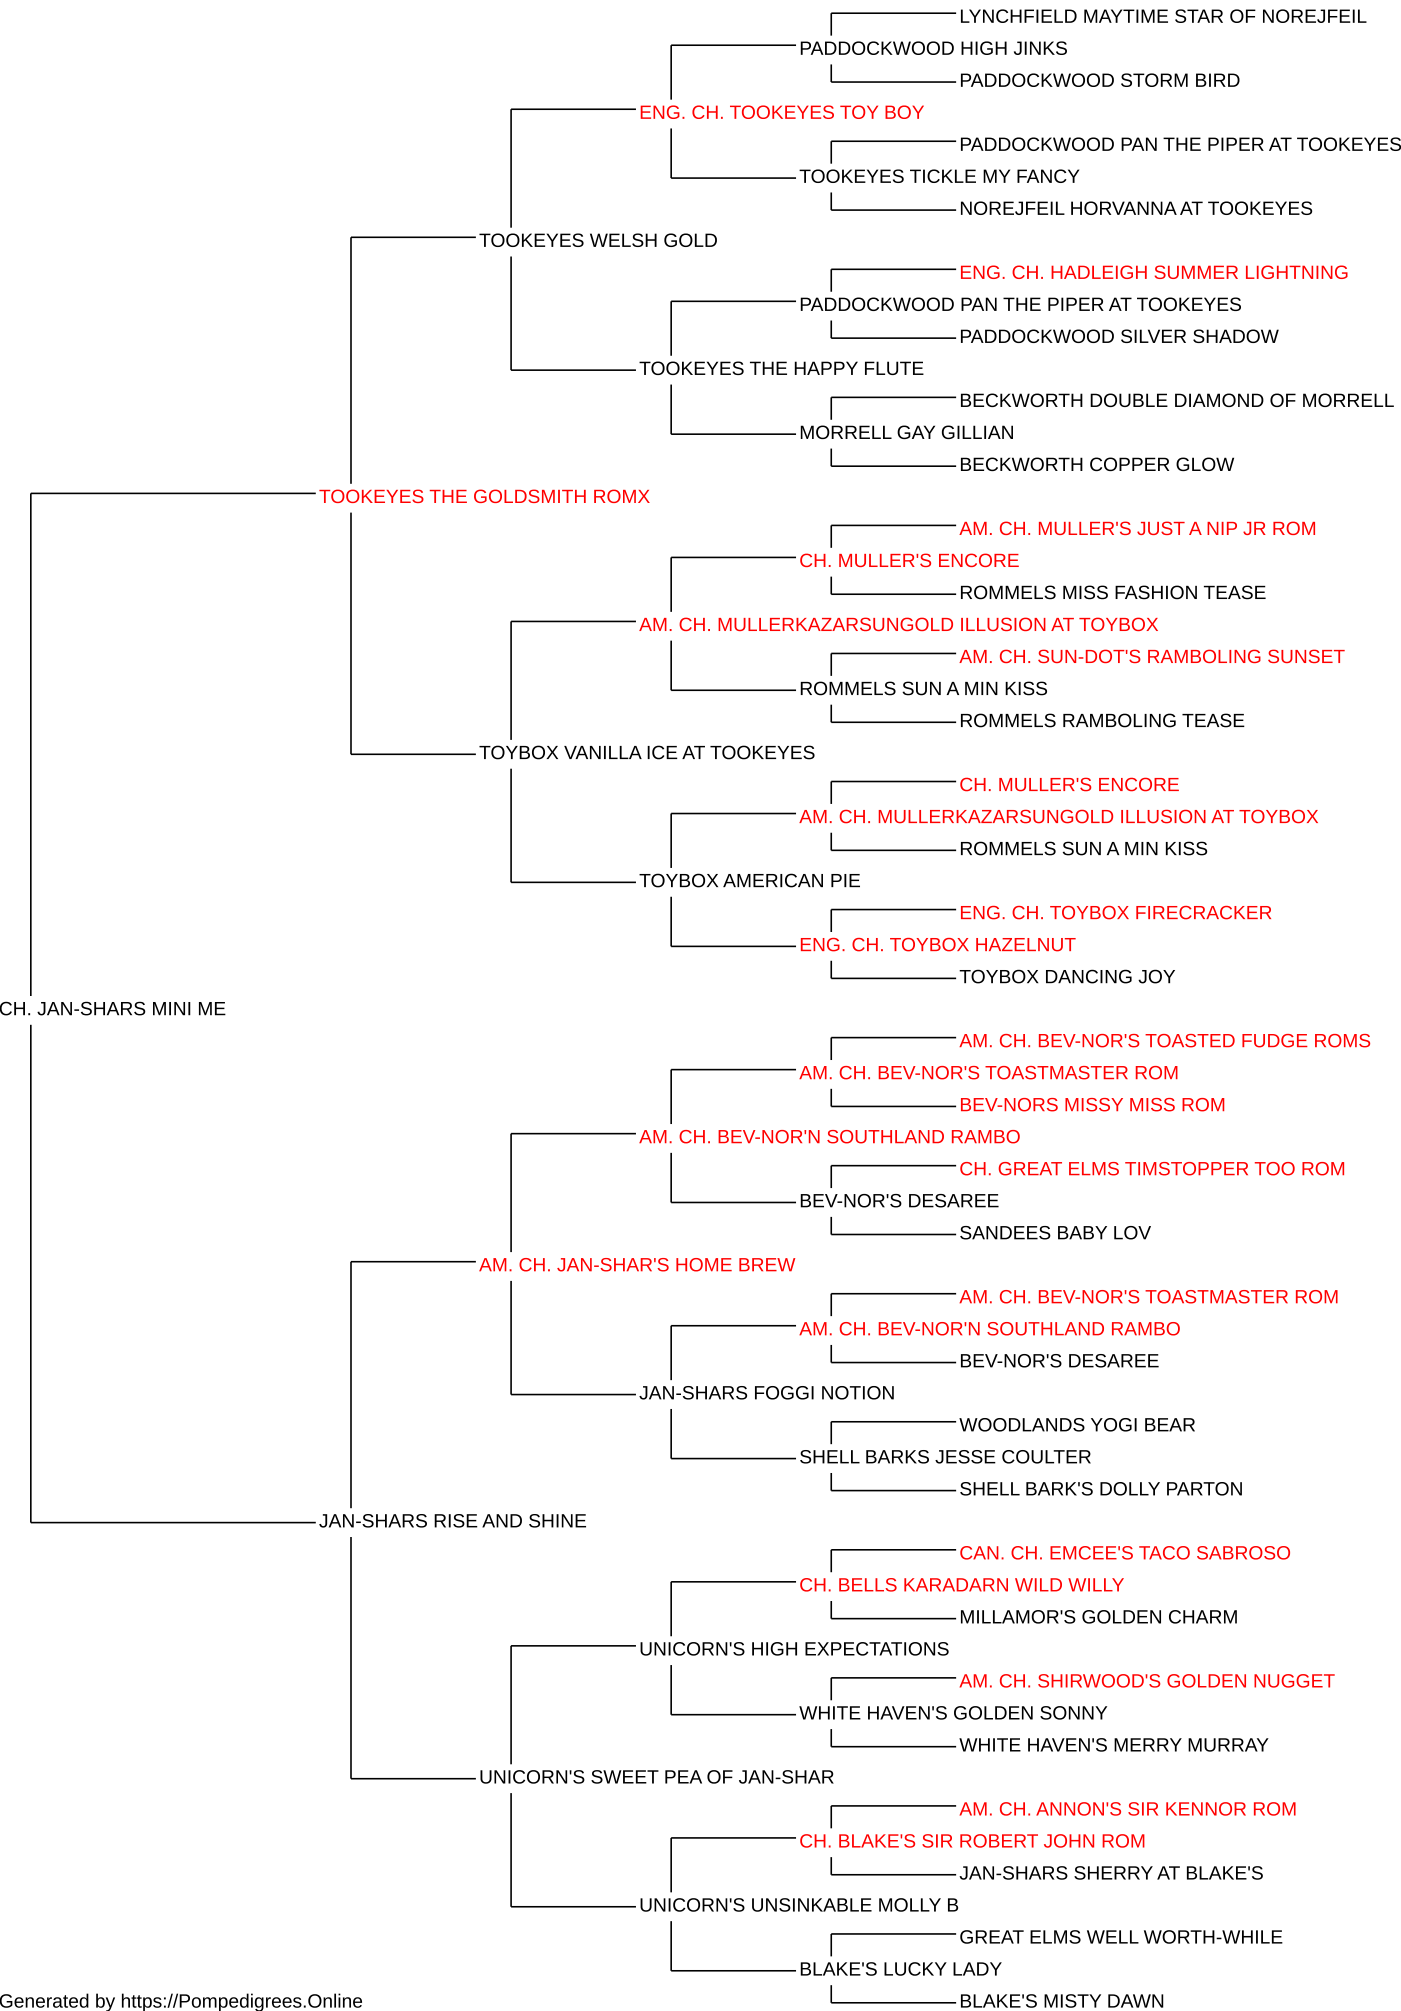 LYNCHFIELD MAYTIME STAR OF NOREJFEIL
PADDOCKWOOD HIGH JINKS
PADDOCKWOOD STORM BIRD
ENG. CH. TOOKEYES TOY BOY
PADDOCKWOOD PAN THE PIPER AT TOOKEYES
TOOKEYES TICKLE MY FANCY
NOREJFEIL HORVANNA AT TOOKEYES
TOOKEYES WELSH GOLD
ENG. CH. HADLEIGH SUMMER LIGHTNING
PADDOCKWOOD PAN THE PIPER AT TOOKEYES
PADDOCKWOOD SILVER SHADOW
TOOKEYES THE HAPPY FLUTE
BECKWORTH DOUBLE DIAMOND OF MORRELL
MORRELL GAY GILLIAN
BECKWORTH COPPER GLOW
TOOKEYES THE GOLDSMITH ROMX
AM. CH. MULLER'S JUST A NIP JR ROM
CH. MULLER'S ENCORE
ROMMELS MISS FASHION TEASE
AM. CH. MULLERKAZARSUNGOLD ILLUSION AT TOYBOX
AM. CH. SUN-DOT'S RAMBOLING SUNSET
ROMMELS SUN A MIN KISS
ROMMELS RAMBOLING TEASE
TOYBOX VANILLA ICE AT TOOKEYES
CH. MULLER'S ENCORE
AM. CH. MULLERKAZARSUNGOLD ILLUSION AT TOYBOX
ROMMELS SUN A MIN KISS
TOYBOX AMERICAN PIE
ENG. CH. TOYBOX FIRECRACKER
ENG. CH. TOYBOX HAZELNUT
TOYBOX DANCING JOY
CH. JAN-SHARS MINI ME
AM. CH. BEV-NOR'S TOASTED FUDGE ROMS
AM. CH. BEV-NOR'S TOASTMASTER ROM
BEV-NORS MISSY MISS ROM
AM. CH. BEV-NOR'N SOUTHLAND RAMBO
CH. GREAT ELMS TIMSTOPPER TOO ROM
BEV-NOR'S DESAREE
SANDEES BABY LOV
AM. CH. JAN-SHAR'S HOME BREW
AM. CH. BEV-NOR'S TOASTMASTER ROM
AM. CH. BEV-NOR'N SOUTHLAND RAMBO
BEV-NOR'S DESAREE
JAN-SHARS FOGGI NOTION
WOODLANDS YOGI BEAR
SHELL BARKS JESSE COULTER
SHELL BARK'S DOLLY PARTON
JAN-SHARS RISE AND SHINE
CAN. CH. EMCEE'S TACO SABROSO
CH. BELLS KARADARN WILD WILLY
MILLAMOR'S GOLDEN CHARM
UNICORN'S HIGH EXPECTATIONS
AM. CH. SHIRWOOD'S GOLDEN NUGGET
WHITE HAVEN'S GOLDEN SONNY
WHITE HAVEN'S MERRY MURRAY
UNICORN'S SWEET PEA OF JAN-SHAR
AM. CH. ANNON'S SIR KENNOR ROM
CH. BLAKE'S SIR ROBERT JOHN ROM
JAN-SHARS SHERRY AT BLAKE'S
UNICORN'S UNSINKABLE MOLLY B
GREAT ELMS WELL WORTH-WHILE
BLAKE'S LUCKY LADY
BLAKE'S MISTY DAWN
Generated by https://Pompedigrees.Online